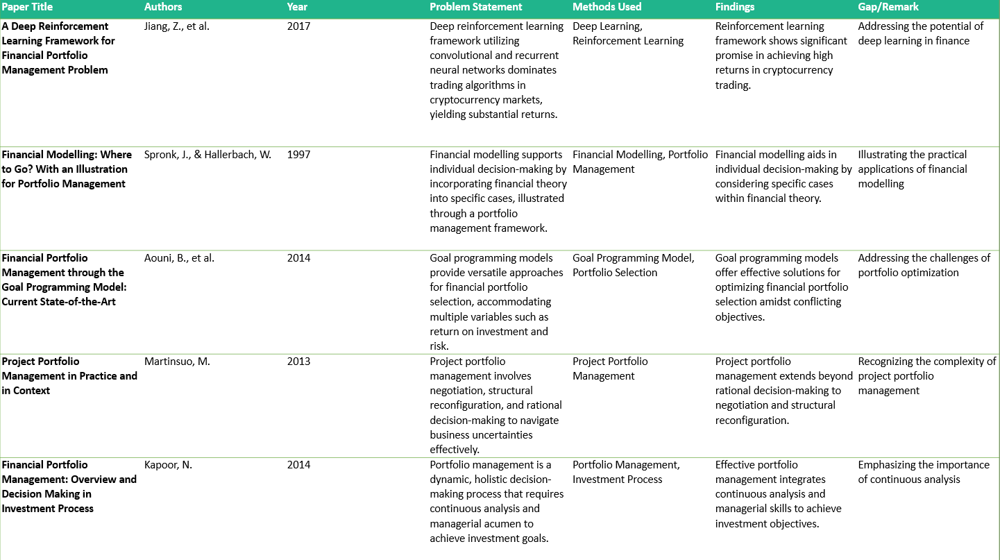 Paper Title Authors Year Problem Statement Methods Used Findings Gap/Remark
A Deep Reinforcement
Learning Framework for
Financial Portfolio
Management Problem
Jiang, Z., et al.
2017
Deep reinforcement learning
framework utilizing
convolutional and recurrent
neural networks dominates
trading algorithms in
cryptocurrency markets,
yielding substantial returns.
Deep Learning,
Reinforcement Learning
Reinforcement learning
framework shows significant
promise in achieving high
returns in cryptocurrency
trading.
Addressing the potential of
deep learning in finance
Financial Modelling: Where
to Go? With an Illustration
for Portfolio Management
Spronk, J., & Hallerbach, W.
1997
Financial modelling supports
individual decision-making by
incorporating financial theory
into specific cases, illustrated
through a portfolio
management framework.
Financial Modelling, Portfolio
Management
Financial modelling aids in
individual decision-making by
considering specific cases
within financial theory.
Illustrating the practical
applications of financial
modelling
Financial Portfolio
Management through the
Goal Programming Model:
Current State-of-the-Art
Aouni, B., et al.
2014
Goal programming models
provide versatile approaches
for financial portfolio
selection, accommodating
multiple variables such as
return on investment and
risk.
Goal Programming Model,
Portfolio Selection
Goal programming models
offer effective solutions for
optimizing financial portfolio
selection amidst conflicting
objectives.
Addressing the challenges of
portfolio optimization
Project Portfolio
Management in Practice and
in Context
Martinsuo, M.
2013
Project portfolio
management involves
negotiation, structural
reconfiguration, and rational
decision-making to navigate
business uncertainties
effectively.
Project Portfolio
Management
Project portfolio
management extends beyond
rational decision-making to
negotiation and structural
reconfiguration.
Recognizing the complexity of
project portfolio
management
Financial Portfolio
Management: Overview and
Decision Making in
Investment Process
Kapoor, N.
2014
Portfolio management is a
dynamic, holistic decision-
making process that requires
continuous analysis and
managerial acumen to
achieve investment goals.
Portfolio Management,
Investment Process
Effective portfolio
management integrates
continuous analysis and
managerial skills to achieve
investment objectives.
Emphasizing the importance
of continuous analysis